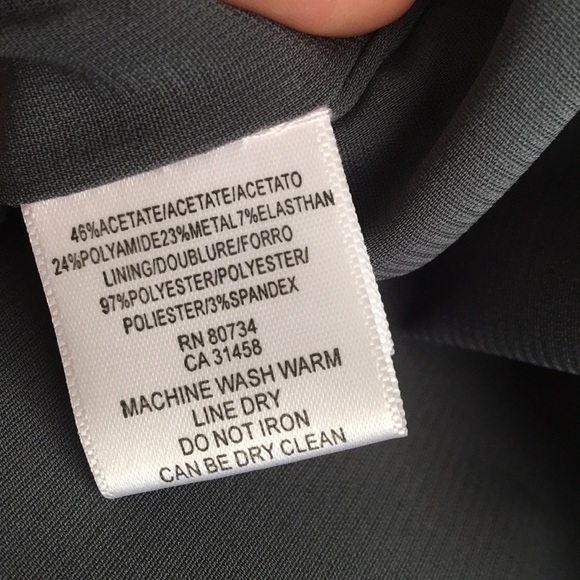 46%ACETATE/ACETATE/ACETATO
24%POLYAMIDE23%METAL7%ELASTHAN
LINING/DOUBLURE/FORRO
97%POLYESTER/POLYESTER/
POLIESTER/3%SPANDEX
RN 80734
CA 31458
MACHINE WASH WARM
LINE DRY
DO NOT IRON
CAN BE DRY CLEAN